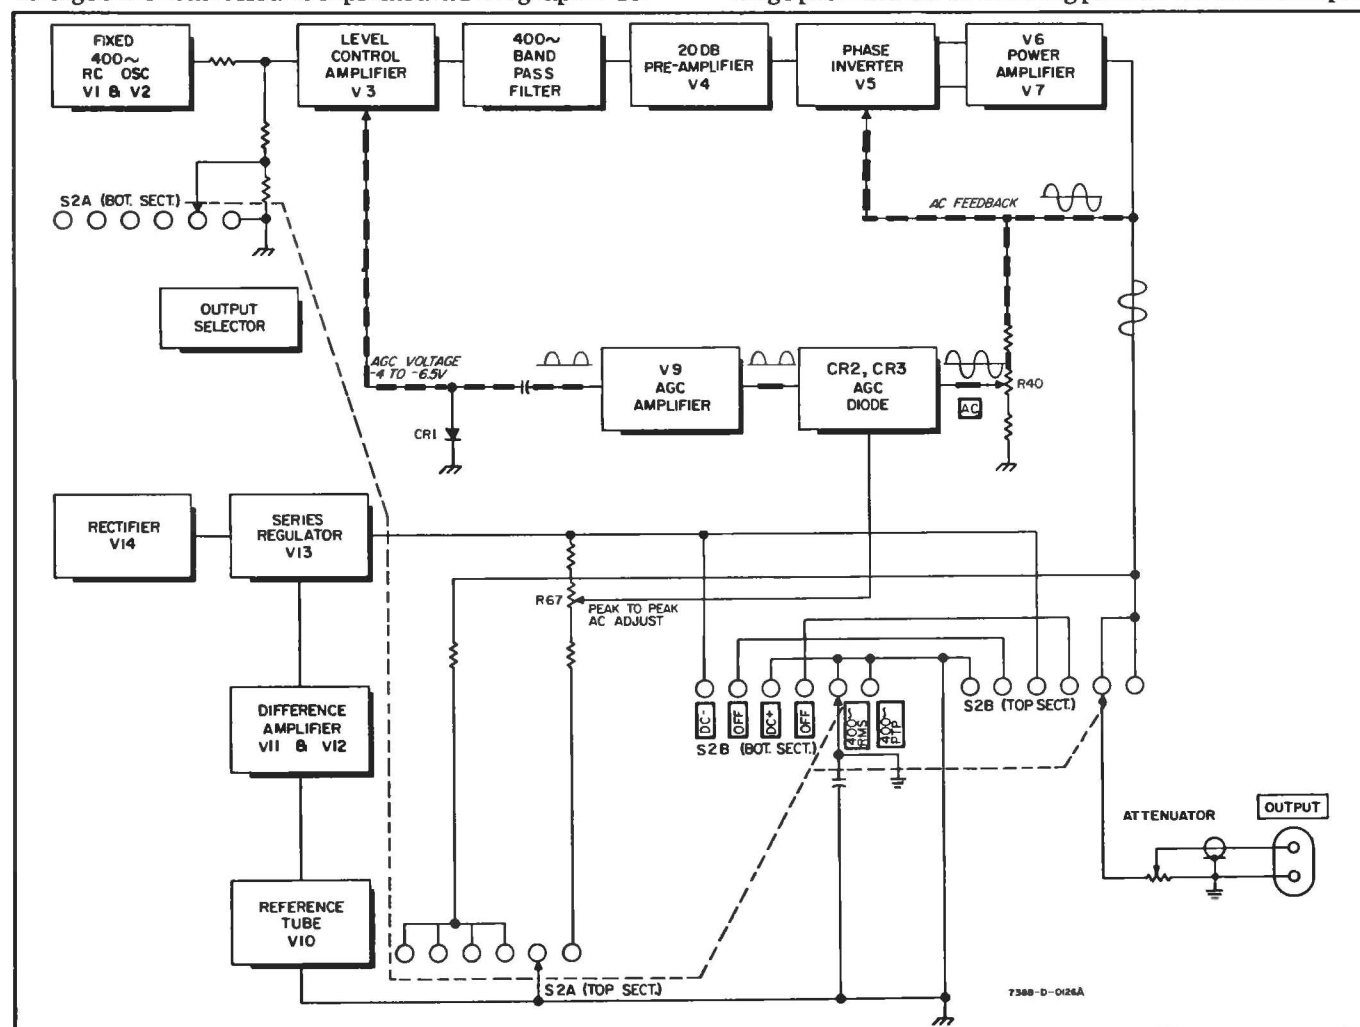 FIXED
400~
RC OSC
V1 & V2
LEVEL
CONTROL
AMPLIFIER
V3
400~
BAND
PASS
FILTER
20 DB
PRE-AMPLIFIER
V4
PHASE
INVERTER
V5
V6
POWER
AMPLIFIER
V7
S2A (BOT. SECT.)
AC FEEDBACK
OUTPUT
SELECTOR
AGC VOLTAGE
-4 TO -6.5V
CR1
V9
AGC
AMPLIFIER
CR2, CR3
AGC
DIODE
AC
R40
RECTIFIER
V14
SERIES
REGULATOR
V13
R67
PEAK TO PEAK
AC ADJUST
DIFFERENCE
AMPLIFIER
V11 & V12
DC-
OFF
DC+
OFF
400~
RMS
400~
PTP
S2B (BOT. SECT.)
S2B (TOP SECT.)
ATTENUATOR
OUTPUT
REFERENCE
TUBE
V10
S2A (TOP SECT.)
7388-D-0126A